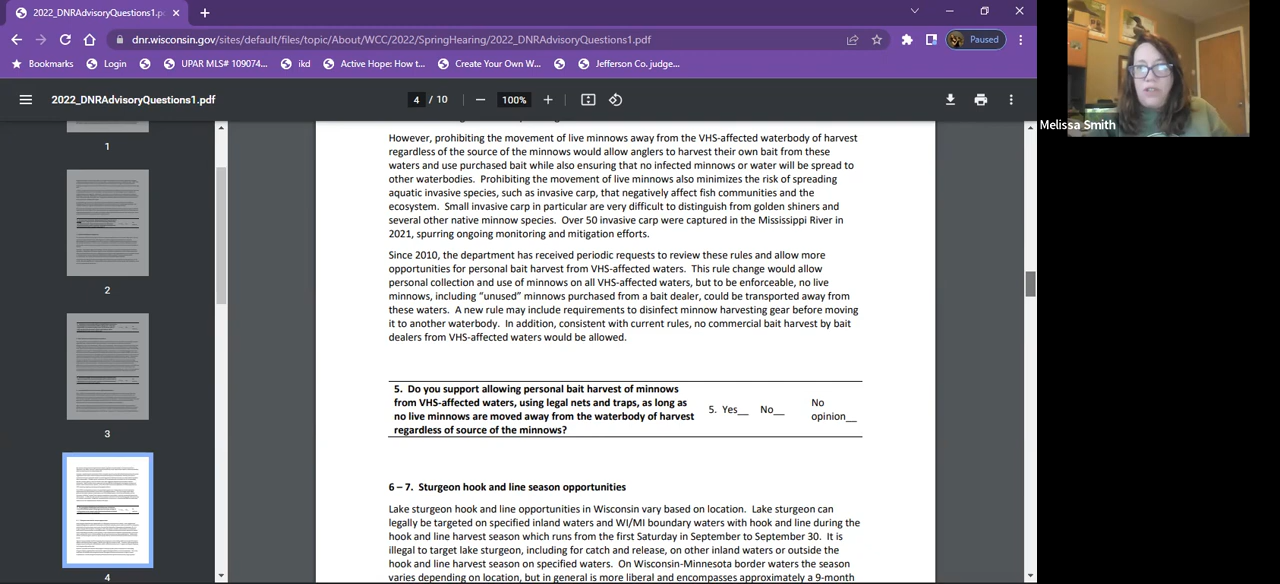 2022_DNRAdvisoryQuestions1.p
dnr.wisconsin.gov/sites/default/files/topic/About/WCC/2022/SpringHearing/2022_DNRAdvisoryQuestions1.pdf
Paused
Bookmarks
Login
UPAR MLS# 109074...
ikd
Active Hope: How t...
Create Your Own W...
Jefferson Co. judge...
Melissa Smith
2022_DNRAdvisoryQuestions1.pdf
4 / 10
100%
1
2
3
4
However, prohibiting the movement of live minnows away from the VHS-affected waterbody of harvest
regardless of the source of the minnows would allow anglers to harvest their own bait from these
waters and use purchased bait while also ensuring that no infected minnows or water will be spread to
other waterbodies. Prohibiting the movement of live minnows also minimizes the risk of spreading
aquatic invasive species, such as invasive carp, that negatively affect fish communities and the
ecosystem. Small invasive carp in particular are very difficult to distinguish from golden shiners and
several other native minnow species. Over 50 invasive carp were captured in the Mississippi River in
2021, spurring ongoing monitoring and mitigation efforts.
Since 2010, the department has received periodic requests to review these rules and allow more
opportunities for personal bait harvest from VHS-affected waters. This rule change would allow
personal collection and use of minnows on all VHS-affected waters, but to be enforceable, no live
minnows, including “unused” minnows purchased from a bait dealer, could be transported away from
these waters. A new rule may include requirements to disinfect minnow harvesting gear before moving
it to another waterbody. In addition, consistent with current rules, no commercial bait harvest by bait
dealers from VHS-affected waters would be allowed.
5. Do you support allowing personal bait harvest of minnows
from VHS-affected waters, using legal nets and traps, as long as
no live minnows are moved away from the waterbody of harvest
regardless of source of the minnows?
5. Yes__ No__ No
opinion__
6 – 7. Sturgeon hook and line season opportunities
Lake sturgeon hook and line opportunities in Wisconsin vary based on location. Lake sturgeon can
legally be targeted on specified inland waters and WI/MI boundary waters with hook and line during the
hook and line harvest season which runs from the first Saturday in September to September 30. It is
illegal to target lake sturgeon, including for catch and release, on other inland waters or outside the
hook and line harvest season on specified waters. On Wisconsin-Minnesota border waters the season
varies depending on location, but in general is more liberal and encompasses approximately a 9-month